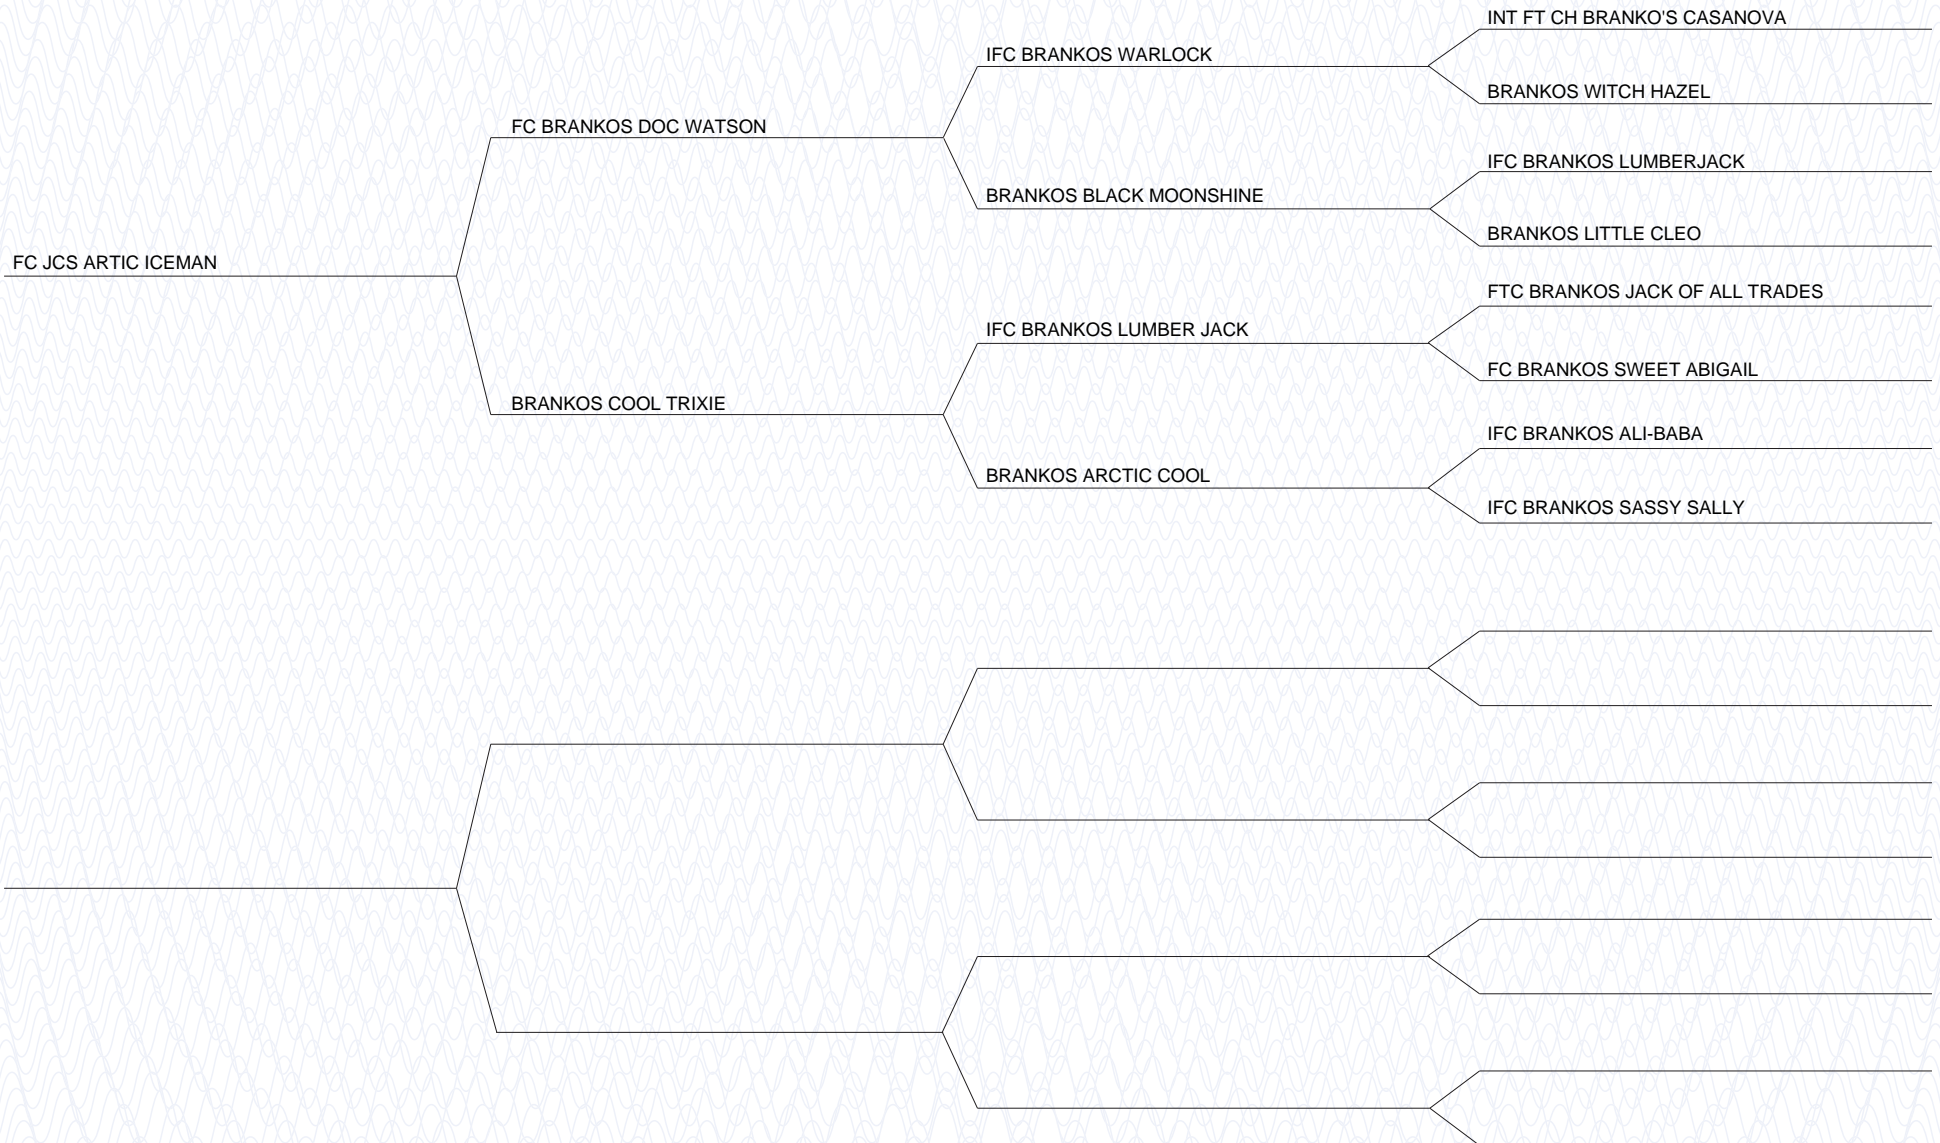 INT FT CH BRANKO'S CASANOVA
IFC BRANKOS WARLOCK
BRANKOS WITCH HAZEL
FC BRANKOS DOC WATSON
IFC BRANKOS LUMBERJACK
BRANKOS BLACK MOONSHINE
BRANKOS LITTLE CLEO
FC JCS ARTIC ICEMAN
FTC BRANKOS JACK OF ALL TRADES
IFC BRANKOS LUMBER JACK
FC BRANKOS SWEET ABIGAIL
BRANKOS COOL TRIXIE
IFC BRANKOS ALI-BABA
BRANKOS ARCTIC COOL
IFC BRANKOS SASSY SALLY